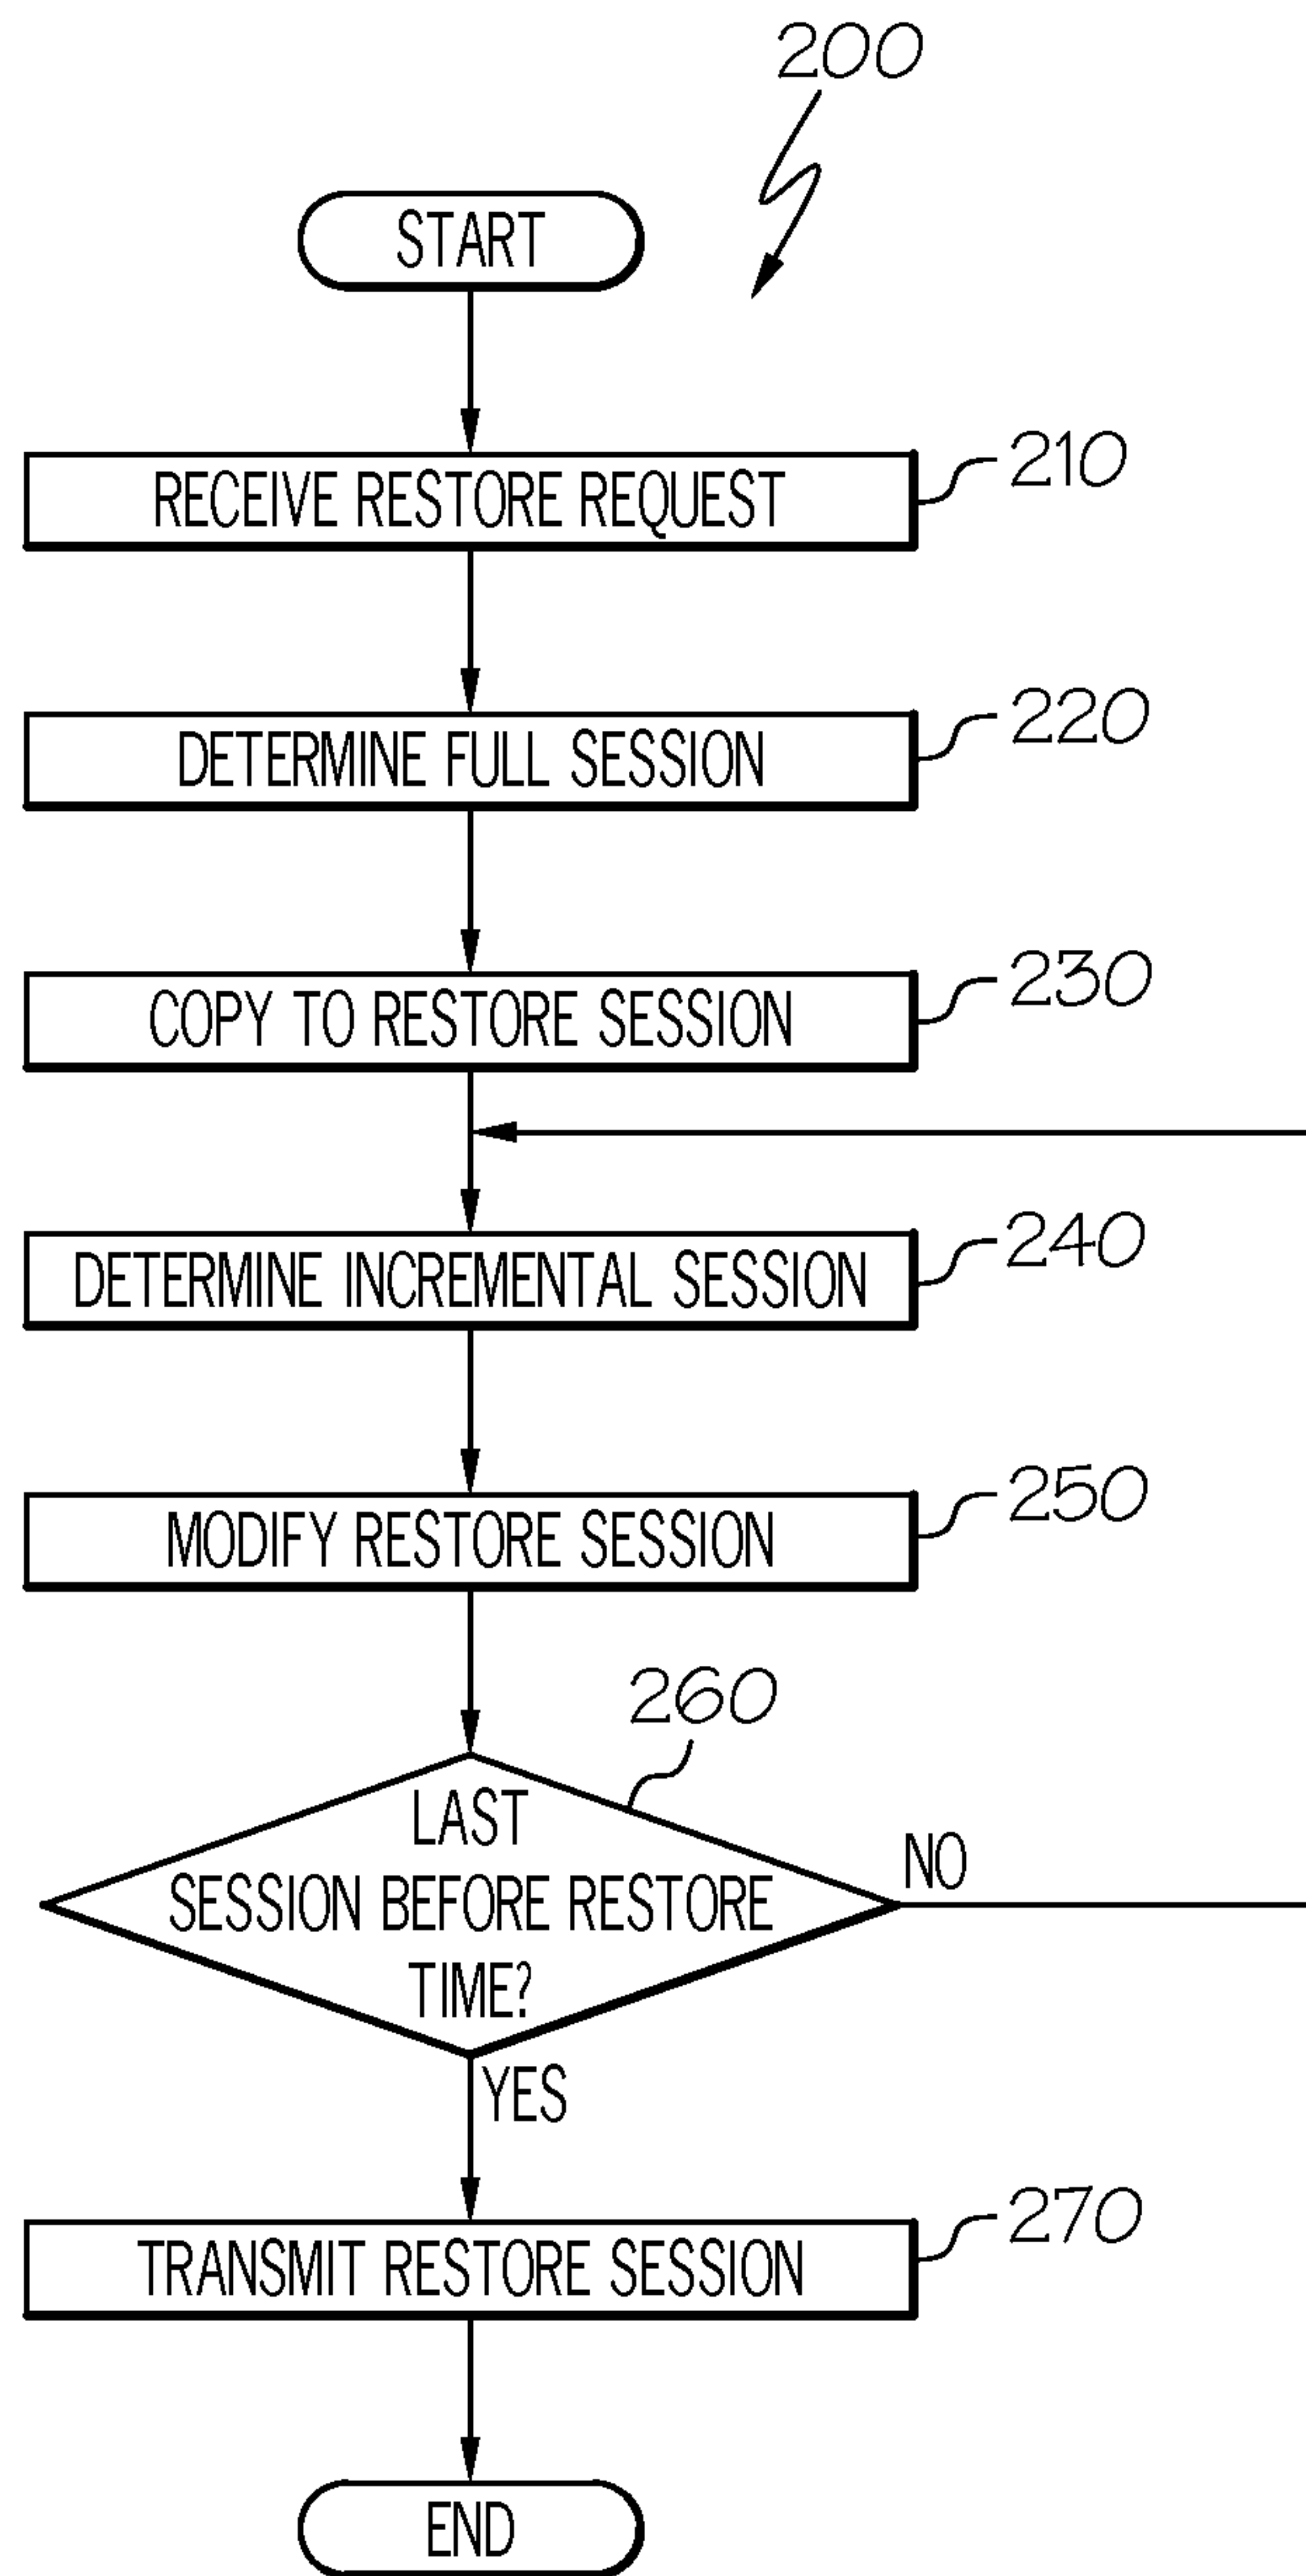 200
START
RECEIVE RESTORE REQUEST
210
DETERMINE FULL SESSION
220
COPY TO RESTORE SESSION
230
DETERMINE INCREMENTAL SESSION
240
MODIFY RESTORE SESSION
250
260
LAST
SESSION BEFORE RESTORE
TIME?
NO
YES
TRANSMIT RESTORE SESSION
270
END